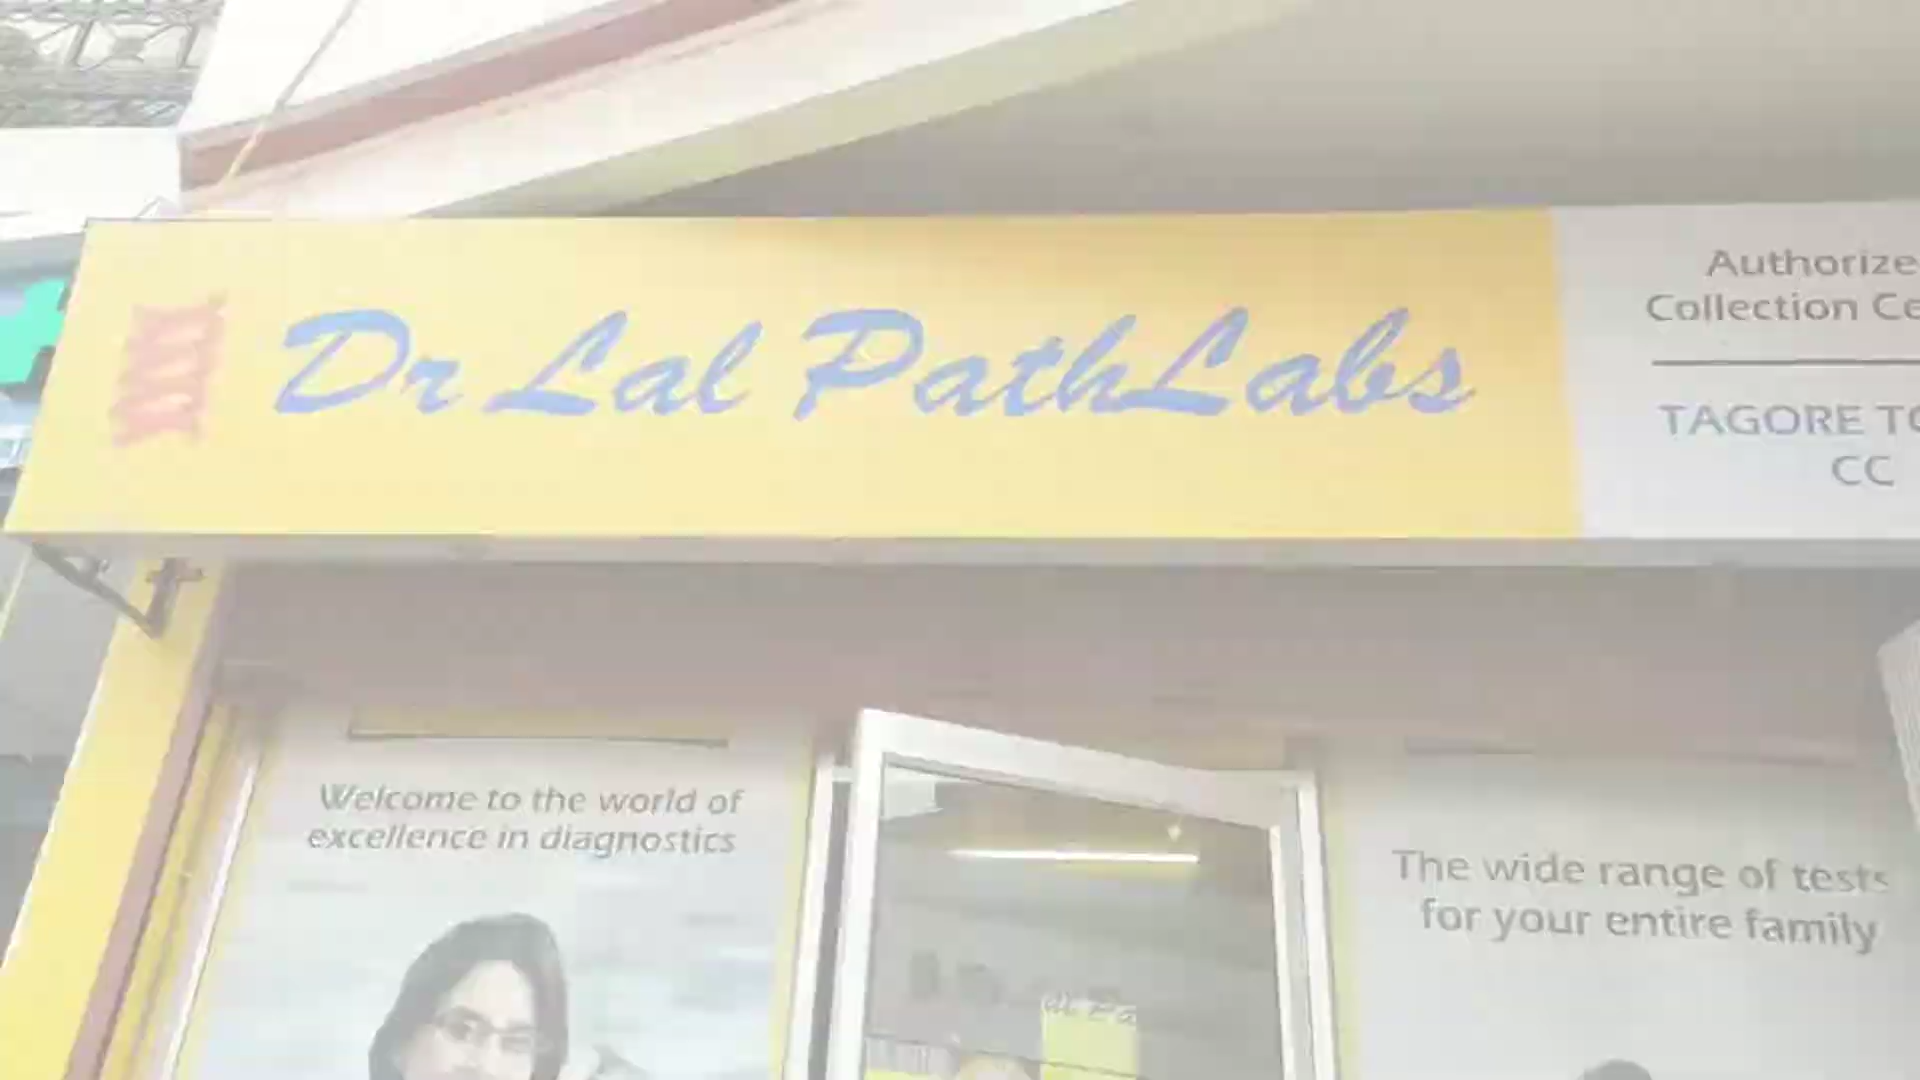 Dr Lal PathLabs
Authorize
Collection Ce
TAGORE TO
CC
Welcome to the world of
excellence in diagnostics
The wide range of tests
for your entire family